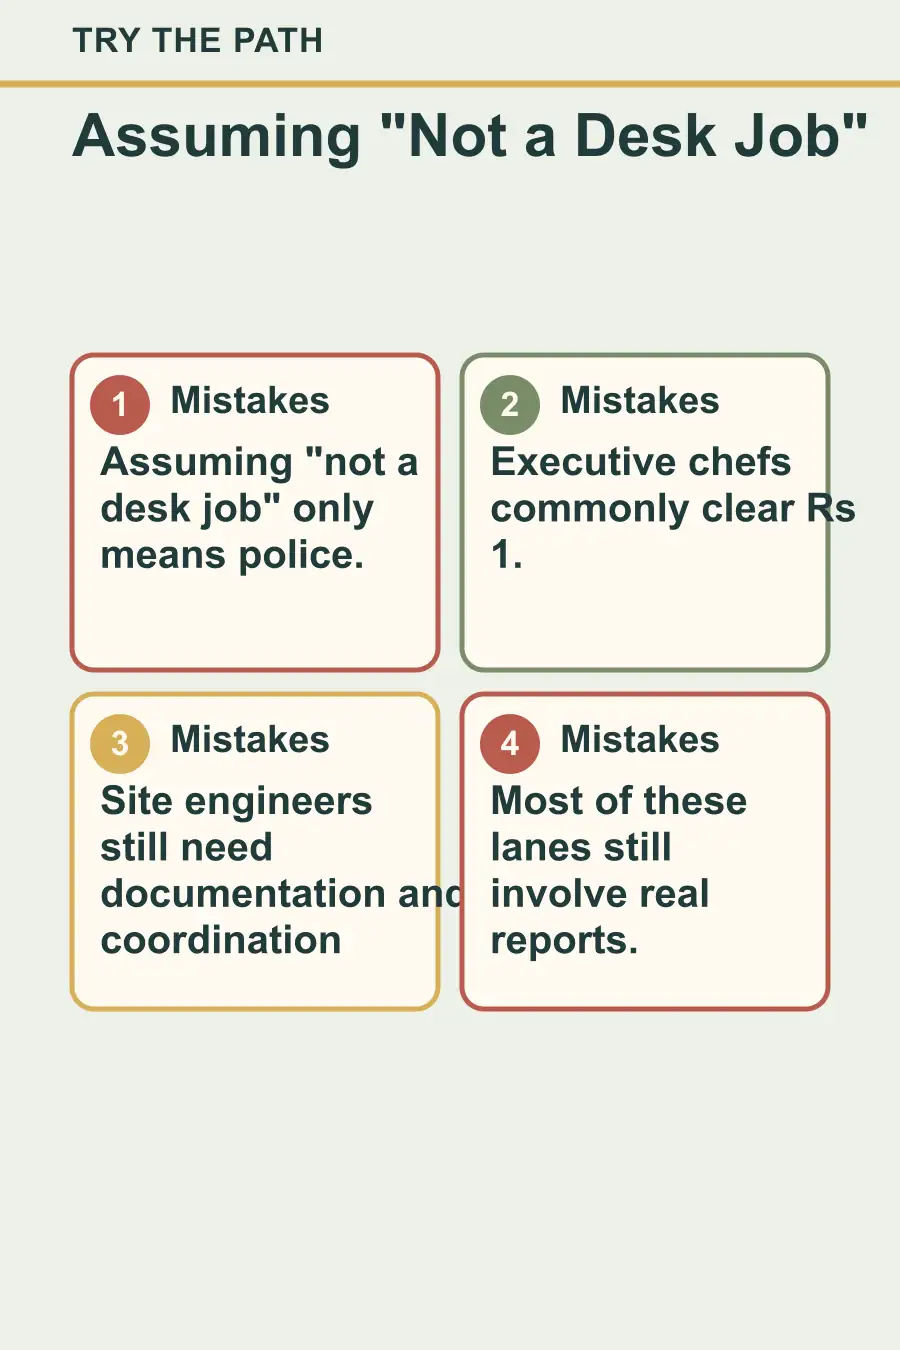 TRY THE PATH
Assuming "Not a Desk Job"
1 Mistakes
Assuming "not a
desk job" only
means police.
2 Mistakes
Executive chefs
commonly clear Rs
1.
3 Mistakes
Site engineers
still need
documentation and
coordination
4 Mistakes
Most of these
lanes still
involve real
reports.